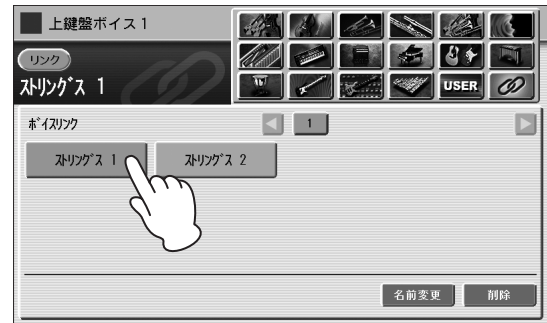 上鍵盤ボイス1
リンク
ストリングス 1
USER
ボイスリンク
1
ストリングス 1
ストリングス 2
名前変更
削除